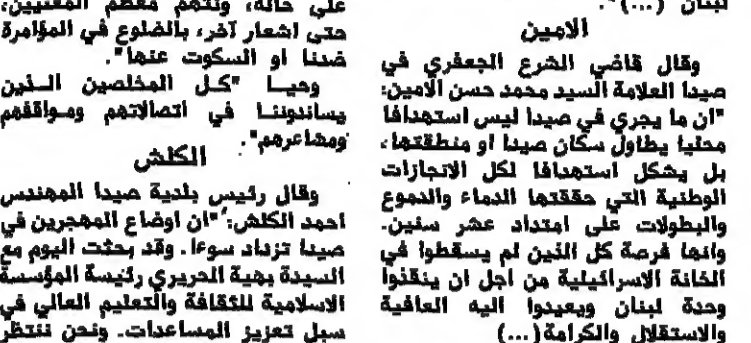 لبنان (...)".
الامين
وقال قاضي الشرع الجعفري في
صيدا العلامة السيد محمد حسن الامين:
"ان ما يجري في صيدا ليس استهدافا
محليا يطاول سكان صيدا او منطقتها،
بل يشكل استهدافا لكل الانجازات
الوطنية التي حققتها الدماء والدموع
والبطولات على امتداد عشر سنين.
وانها فرصة كل الذين لم يسقطوا في
الخانة الاسرائيلية من اجل ان ينقذوا
وحدة لبنان ويعيدوا اليه العافية
والاستقلال والكرامة(...)
على حاله، ونتهم معظم المعنيين،
حتى اشعار آخر، بالضلوع في المؤامرة
ضدنا او السكوت عنها".
وحيا "كل المخلصين الذين
يساندوننا في اتصالاتهم ومواقفهم
ومشاعرهم".
الكلش
وقال رئيس بلدية صيدا المهندس
احمد الكلش: "ان اوضاع المهجرين في
صيدا تزداد سوءا. وقد بحثت اليوم مع
السيدة بهية الحريري رئيسة المؤسسة
الاسلامية للثقافة والتعليم العالي في
سبل تعزيز المساعدات. ونحن ننتظر